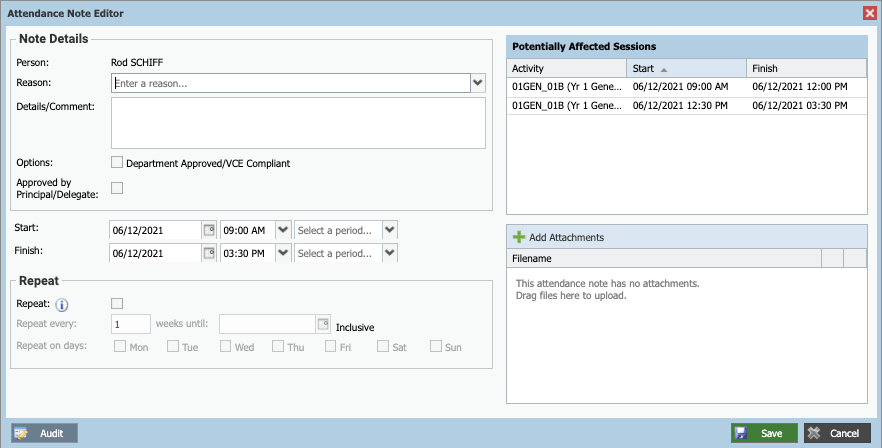 Attendance Note Editor
Note Details
Person: Rod SCHIFF
Reason: Enter a reason...
Details/Comment:
Options: Department Approved/VCE Compliant
Approved by
Principal/Delegate:
Start: 06/12/2021 09:00 AM Select a period...
Finish: 06/12/2021 03:30 PM Select a period...
Repeat
Repeat:
Repeat every: 1 weeks until: Inclusive
Repeat on days: Mon Tue Wed Thu Fri Sat Sun
Potentially Affected Sessions
Activity Start Finish
01GEN_01B (Yr 1 Gene... 06/12/2021 09:00 AM 06/12/2021 12:00 PM
01GEN_01B (Yr 1 Gene... 06/12/2021 12:30 PM 06/12/2021 03:30 PM
Add Attachments
Filename
This attendance note has no attachments.
Drag files here to upload.
Audit Save Cancel